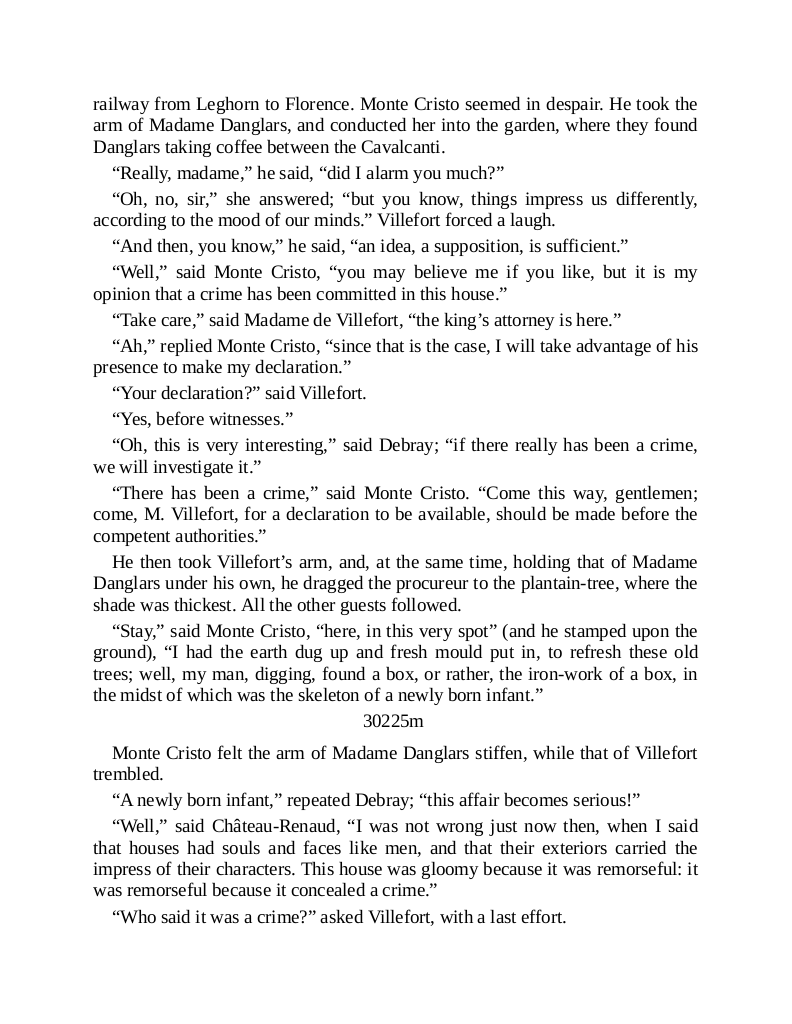 railway from Leghorn to Florence. Monte Cristo seemed in despair. He took the
arm of Madame Danglars, and conducted her into the garden, where they found
Danglars taking coffee between the Cavalcanti.
“Really, madame,” he said, “did I alarm you much?”
“Oh, no, sir,” she answered; “but you know, things impress us differently,
according to the mood of our minds.” Villefort forced a laugh.
“And then, you know,” he said, “an idea, a supposition, is sufficient.”
“Well,” said Monte Cristo, “you may believe me if you like, but it is my
opinion that a crime has been committed in this house.”
“Take care,” said Madame de Villefort, “the king’s attorney is here.”
“Ah,” replied Monte Cristo, “since that is the case, I will take advantage of his
presence to make my declaration.”
“Your declaration?” said Villefort.
“Yes, before witnesses.”
“Oh, this is very interesting,” said Debray; “if there really has been a crime,
we will investigate it.”
“There has been a crime,” said Monte Cristo. “Come this way, gentlemen;
come, M. Villefort, for a declaration to be available, should be made before the
competent authorities.”
He then took Villefort’s arm, and, at the same time, holding that of Madame
Danglars under his own, he dragged the procureur to the plantain-tree, where the
shade was thickest. All the other guests followed.
“Stay,” said Monte Cristo, “here, in this very spot” (and he stamped upon the
ground), “I had the earth dug up and fresh mould put in, to refresh these old
trees; well, my man, digging, found a box, or rather, the iron-work of a box, in
the midst of which was the skeleton of a newly born infant.”
30225m
Monte Cristo felt the arm of Madame Danglars stiffen, while that of Villefort
trembled.
“A newly born infant,” repeated Debray; “this affair becomes serious!”
“Well,” said Château-Renaud, “I was not wrong just now then, when I said
that houses had souls and faces like men, and that their exteriors carried the
impress of their characters. This house was gloomy because it was remorseful: it
was remorseful because it concealed a crime.”
“Who said it was a crime?” asked Villefort, with a last effort.